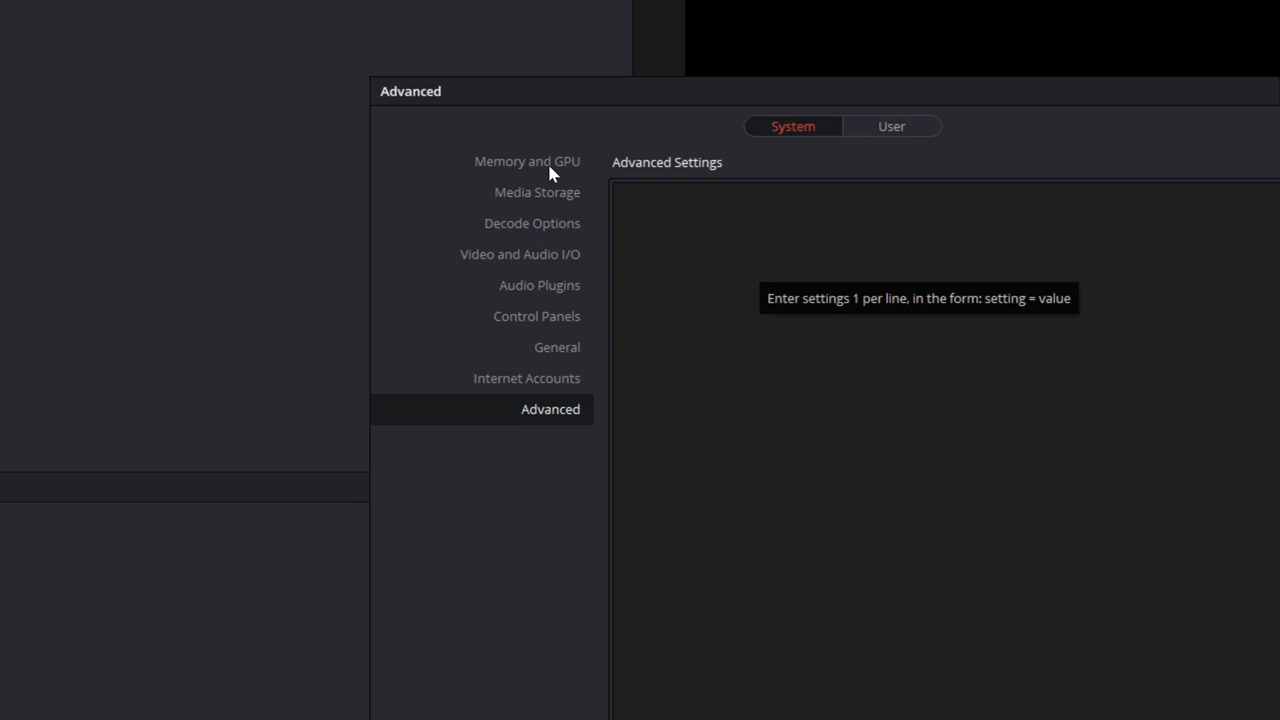 Advanced
System
User
Memory and GPU
Media Storage
Decode Options
Video and Audio I/O
Audio Plugins
Control Panels
General
Internet Accounts
Advanced
Advanced Settings
Enter settings 1 per line, in the form: setting = value